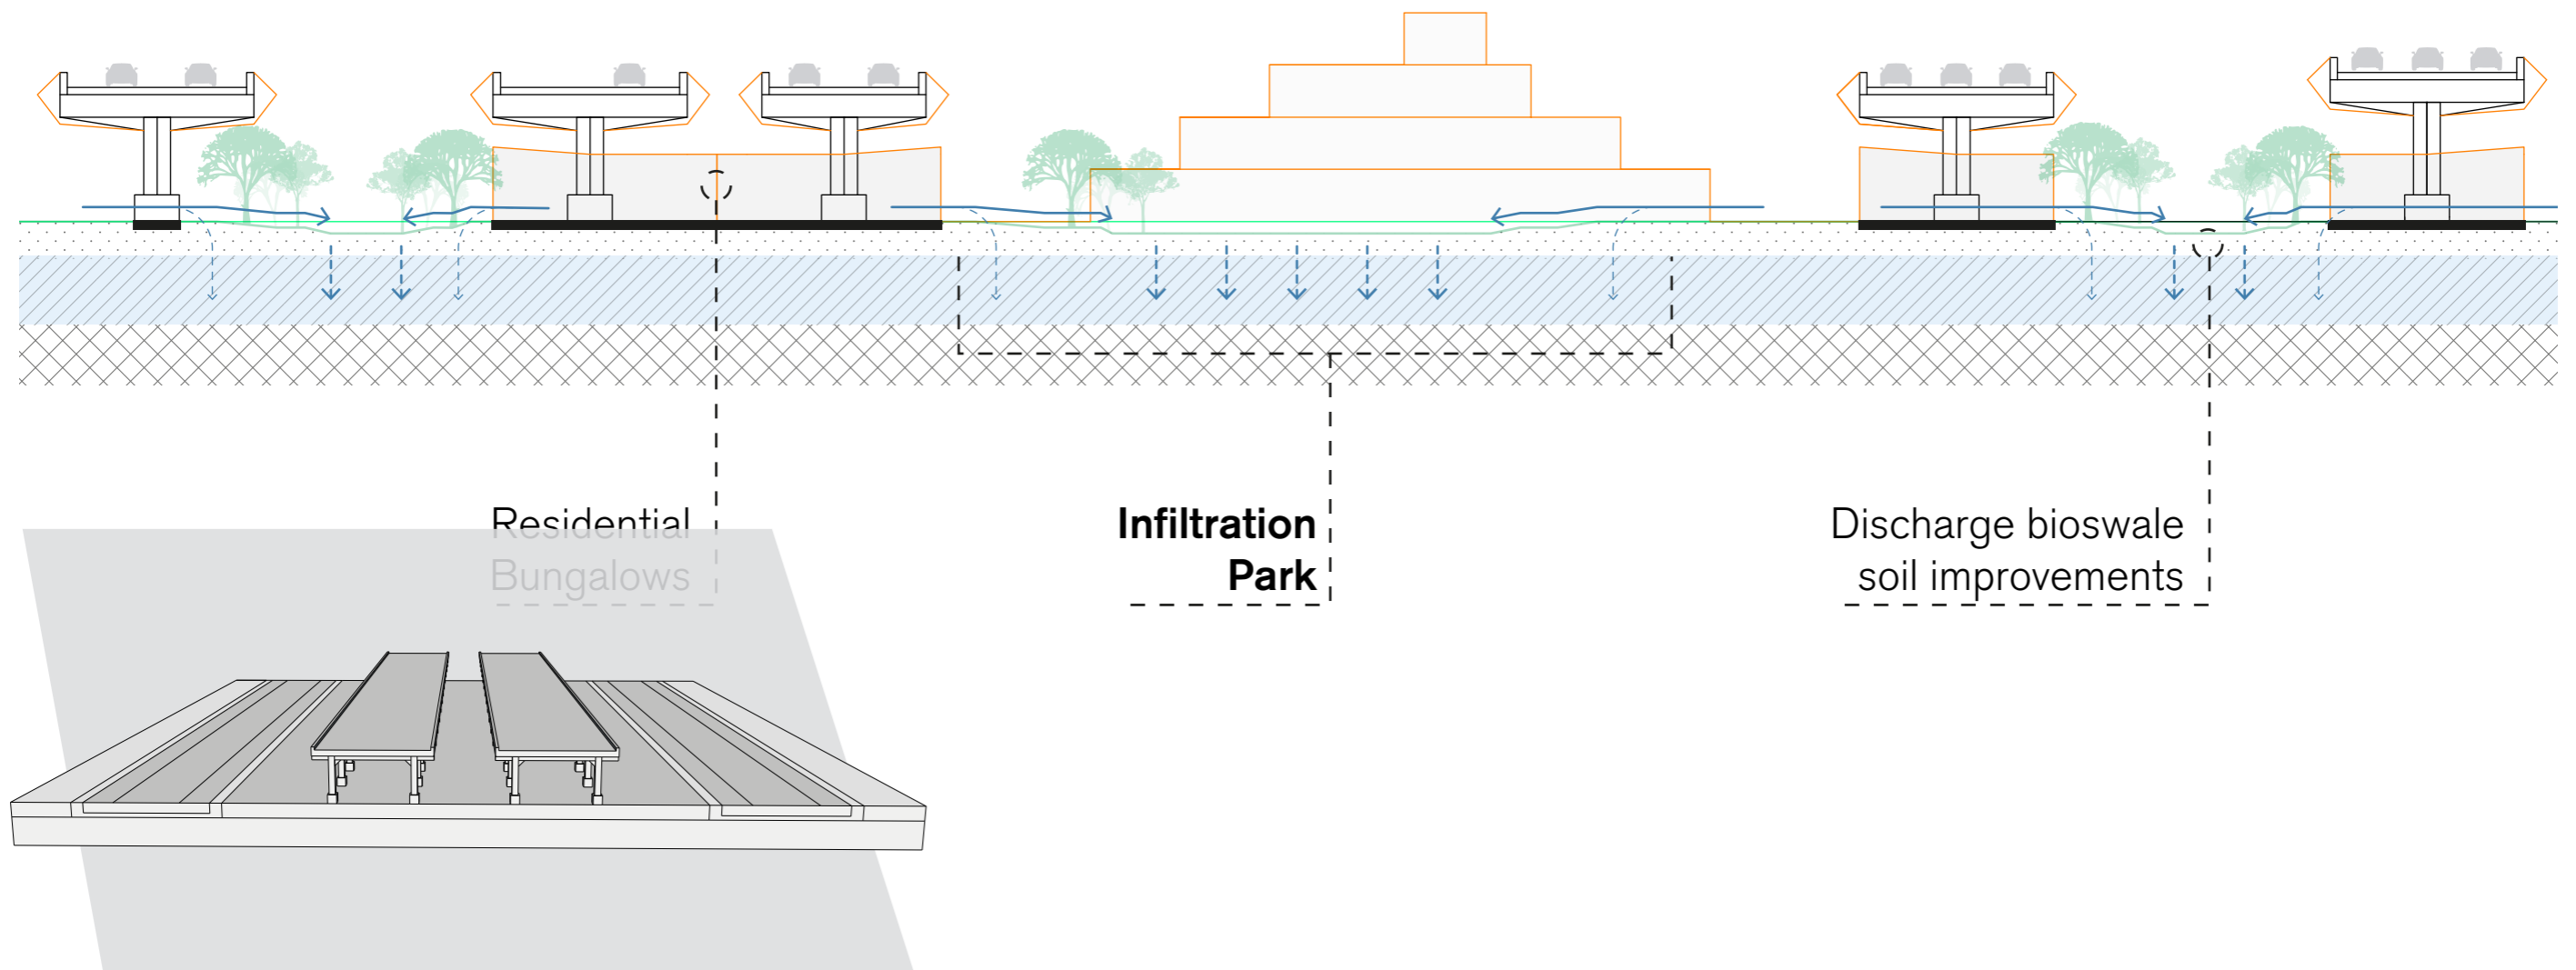 Residential
Bungalows
Infiltration
Park
Discharge bioswale
soil improvements